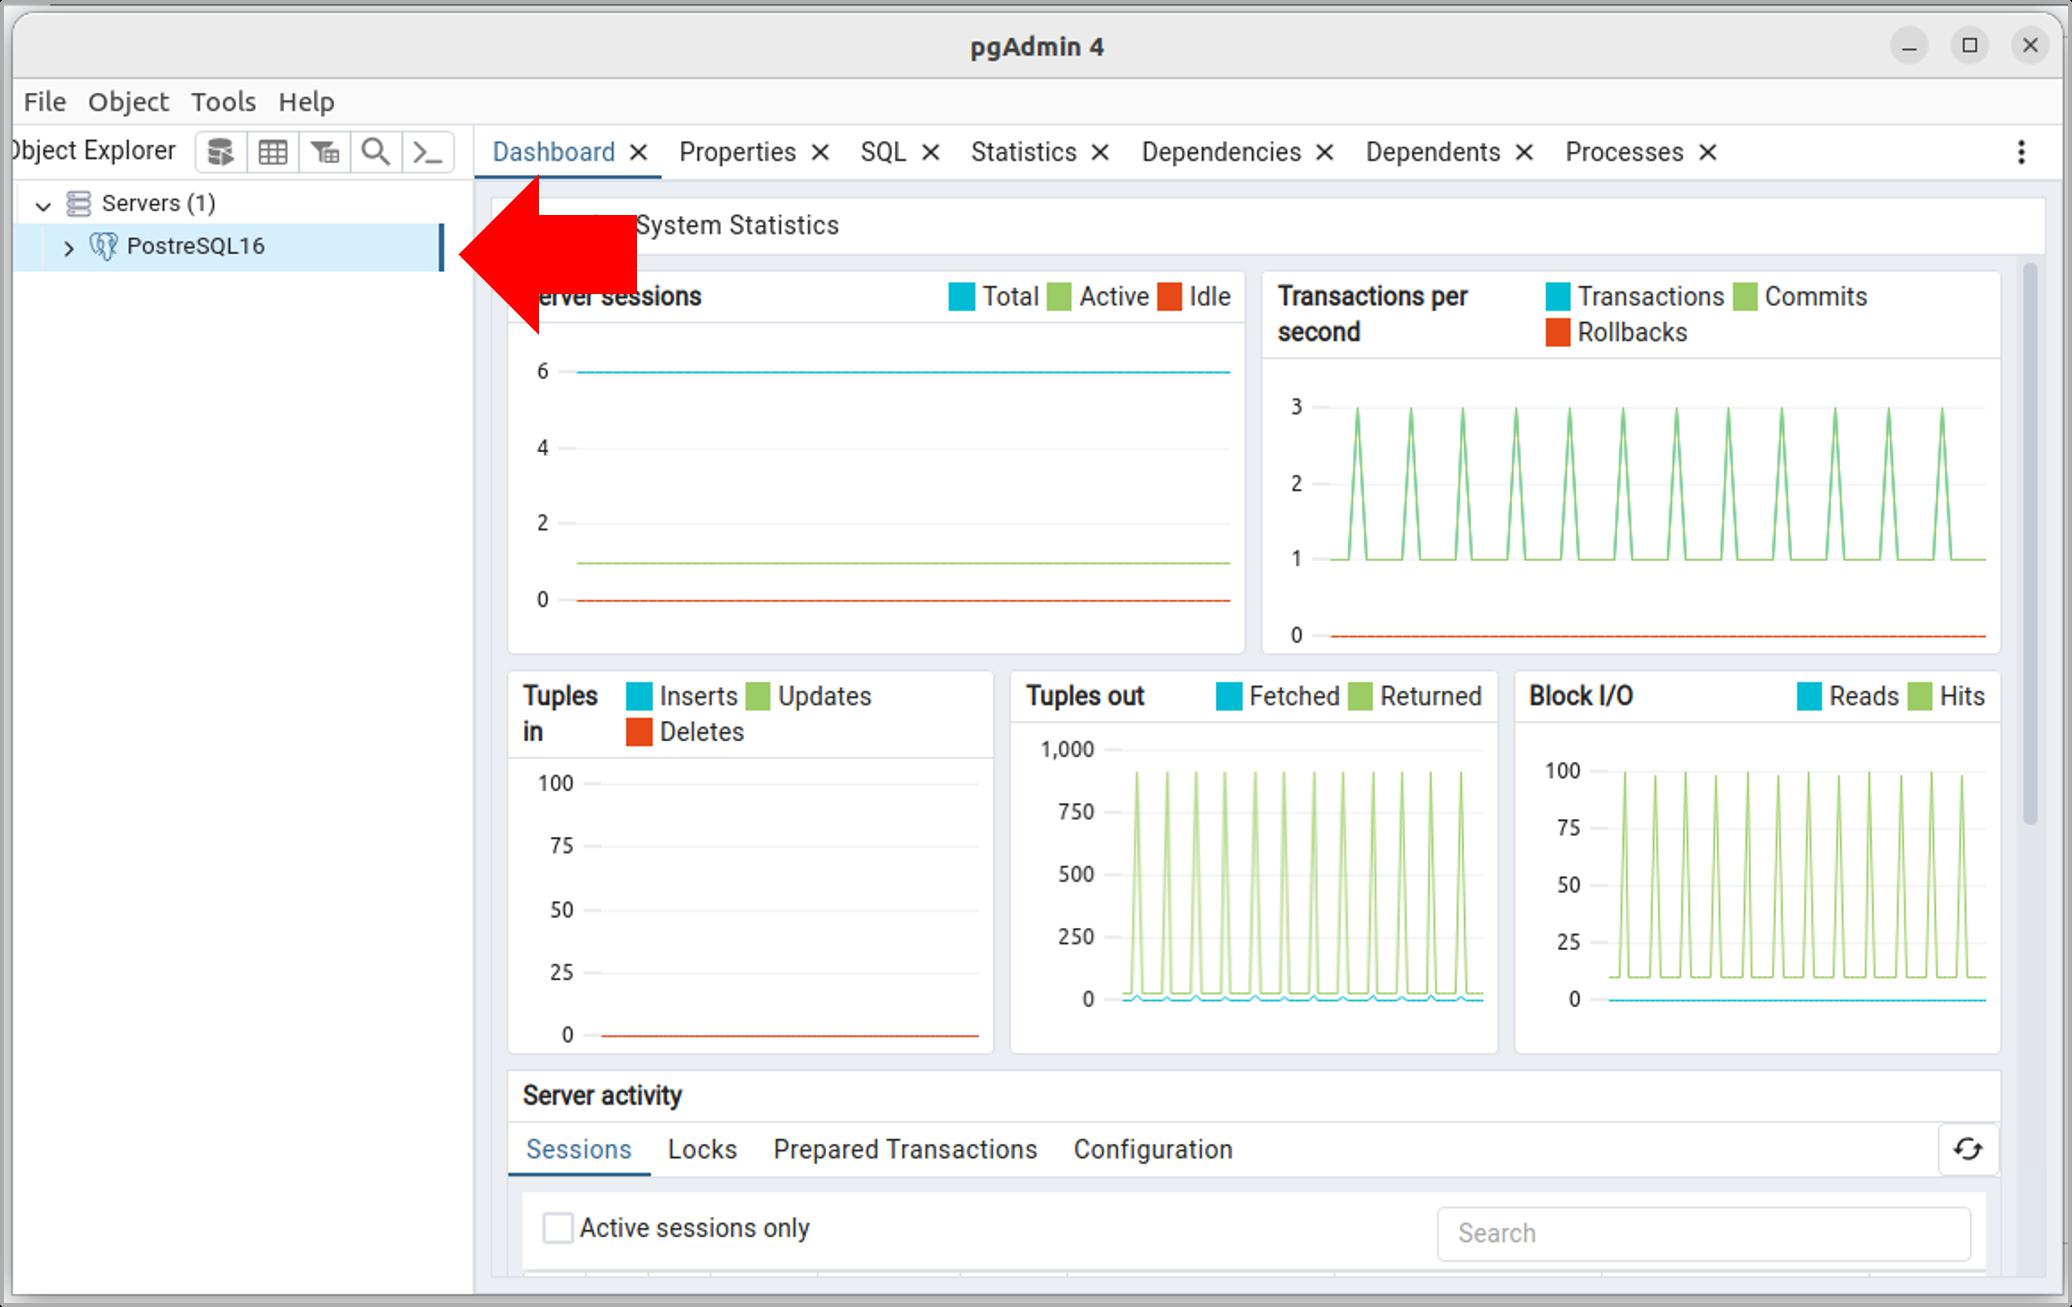 pgAdmin 4
File Object Tools Help
Object Explorer
Dashboard Properties SQL Statistics Dependencies Dependents Processes
Servers (1)
PostreSQL16
System Statistics
erver sessions
Total Active Idle
6
4
2
0
Transactions per
second
Transactions Commits
Rollbacks
3
2
1
0
Tuples
in
Inserts Updates
Deletes
100
75
50
25
0
Tuples out
Fetched Returned
1,000
750
500
250
0
Block I/O
Reads Hits
100
75
50
25
0
Server activity
Sessions Locks Prepared Transactions Configuration
Active sessions only
Search